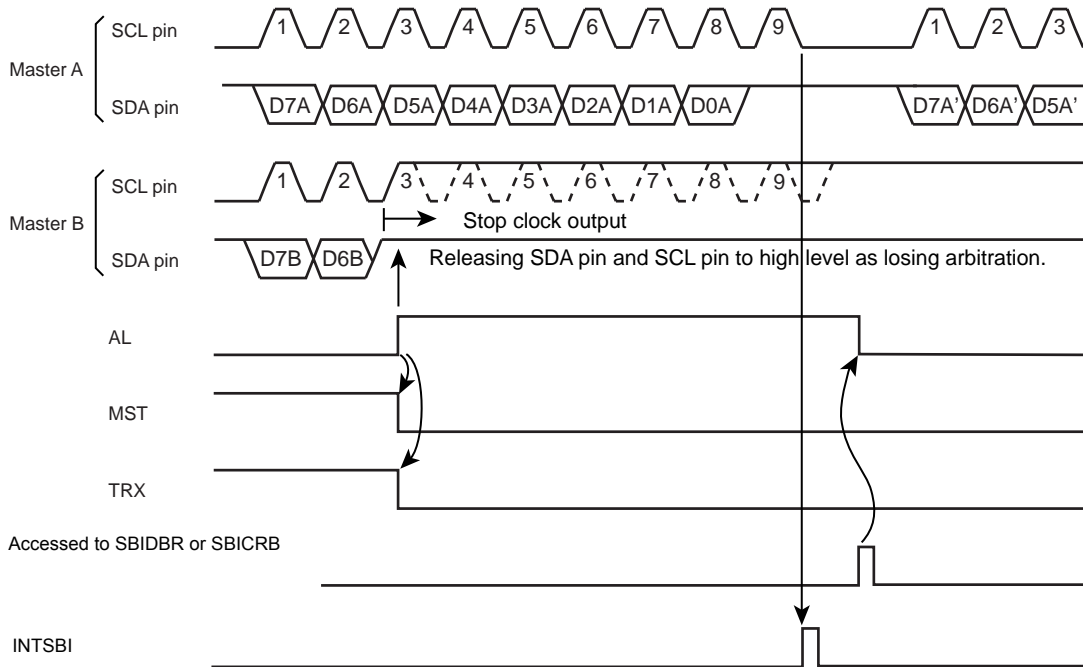 SCL pin 1 2 3 4 5 6 7 8 9 1 2 3
Master A
SDA pin D7A D6A D5A D4A D3A D2A D1A D0A D7A' D6A' D5A'
SCL pin 1 2 3 4 5 6 7 8 9
Master B
Stop clock output
SDA pin D7B D6B Releasing SDA pin and SCL pin to high level as losing arbitration.
AL
MST
TRX
Accessed to SBIDBR or SBICRB
INTSBI